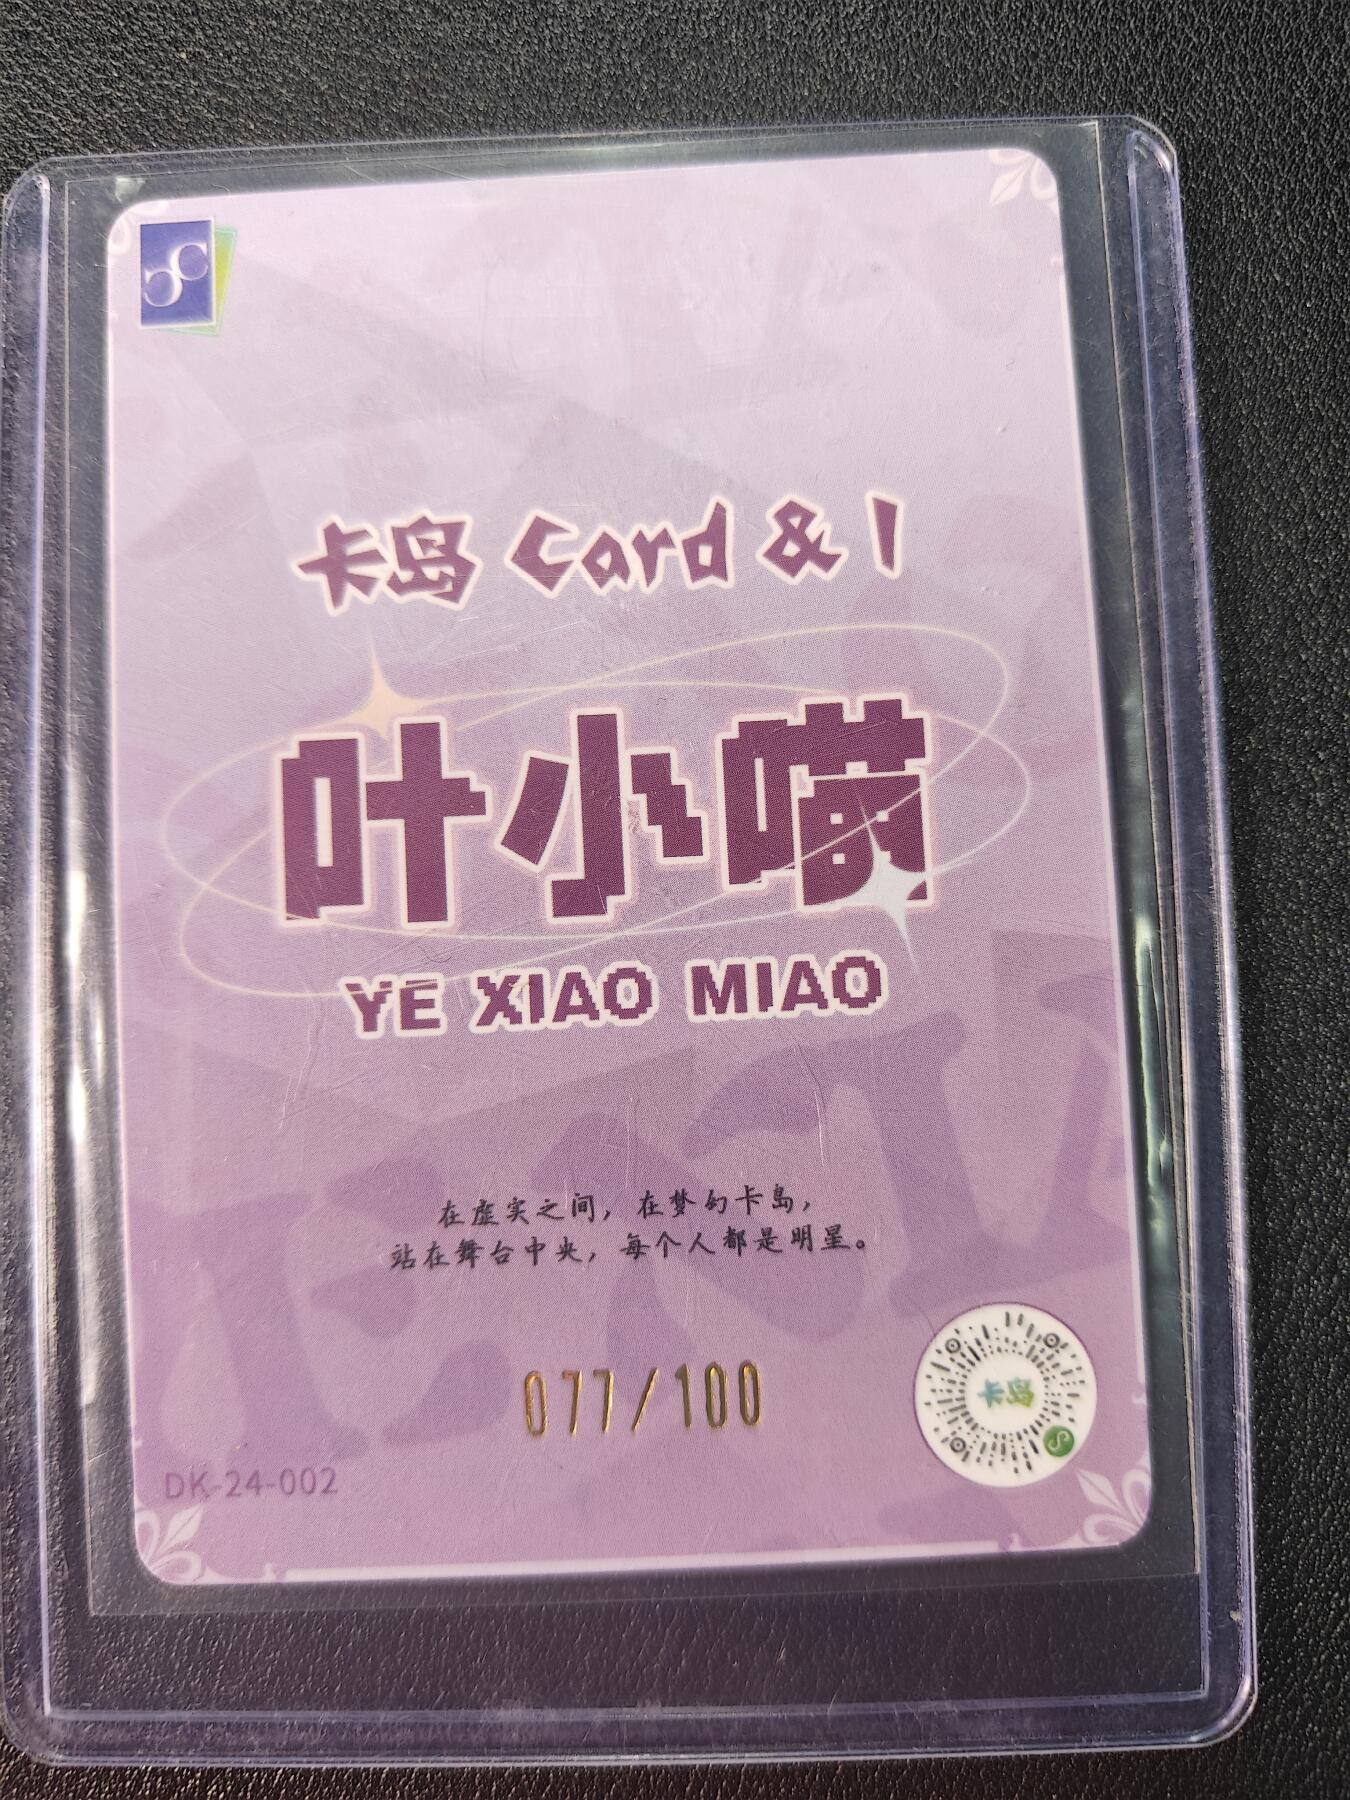 卡岛 Card & I
叶小喵
YE XIAO MIAO
在虚实之间，在梦幻卡岛，
站在舞台中央，每个人都是明星。
077/100
卡岛
DK-24-002